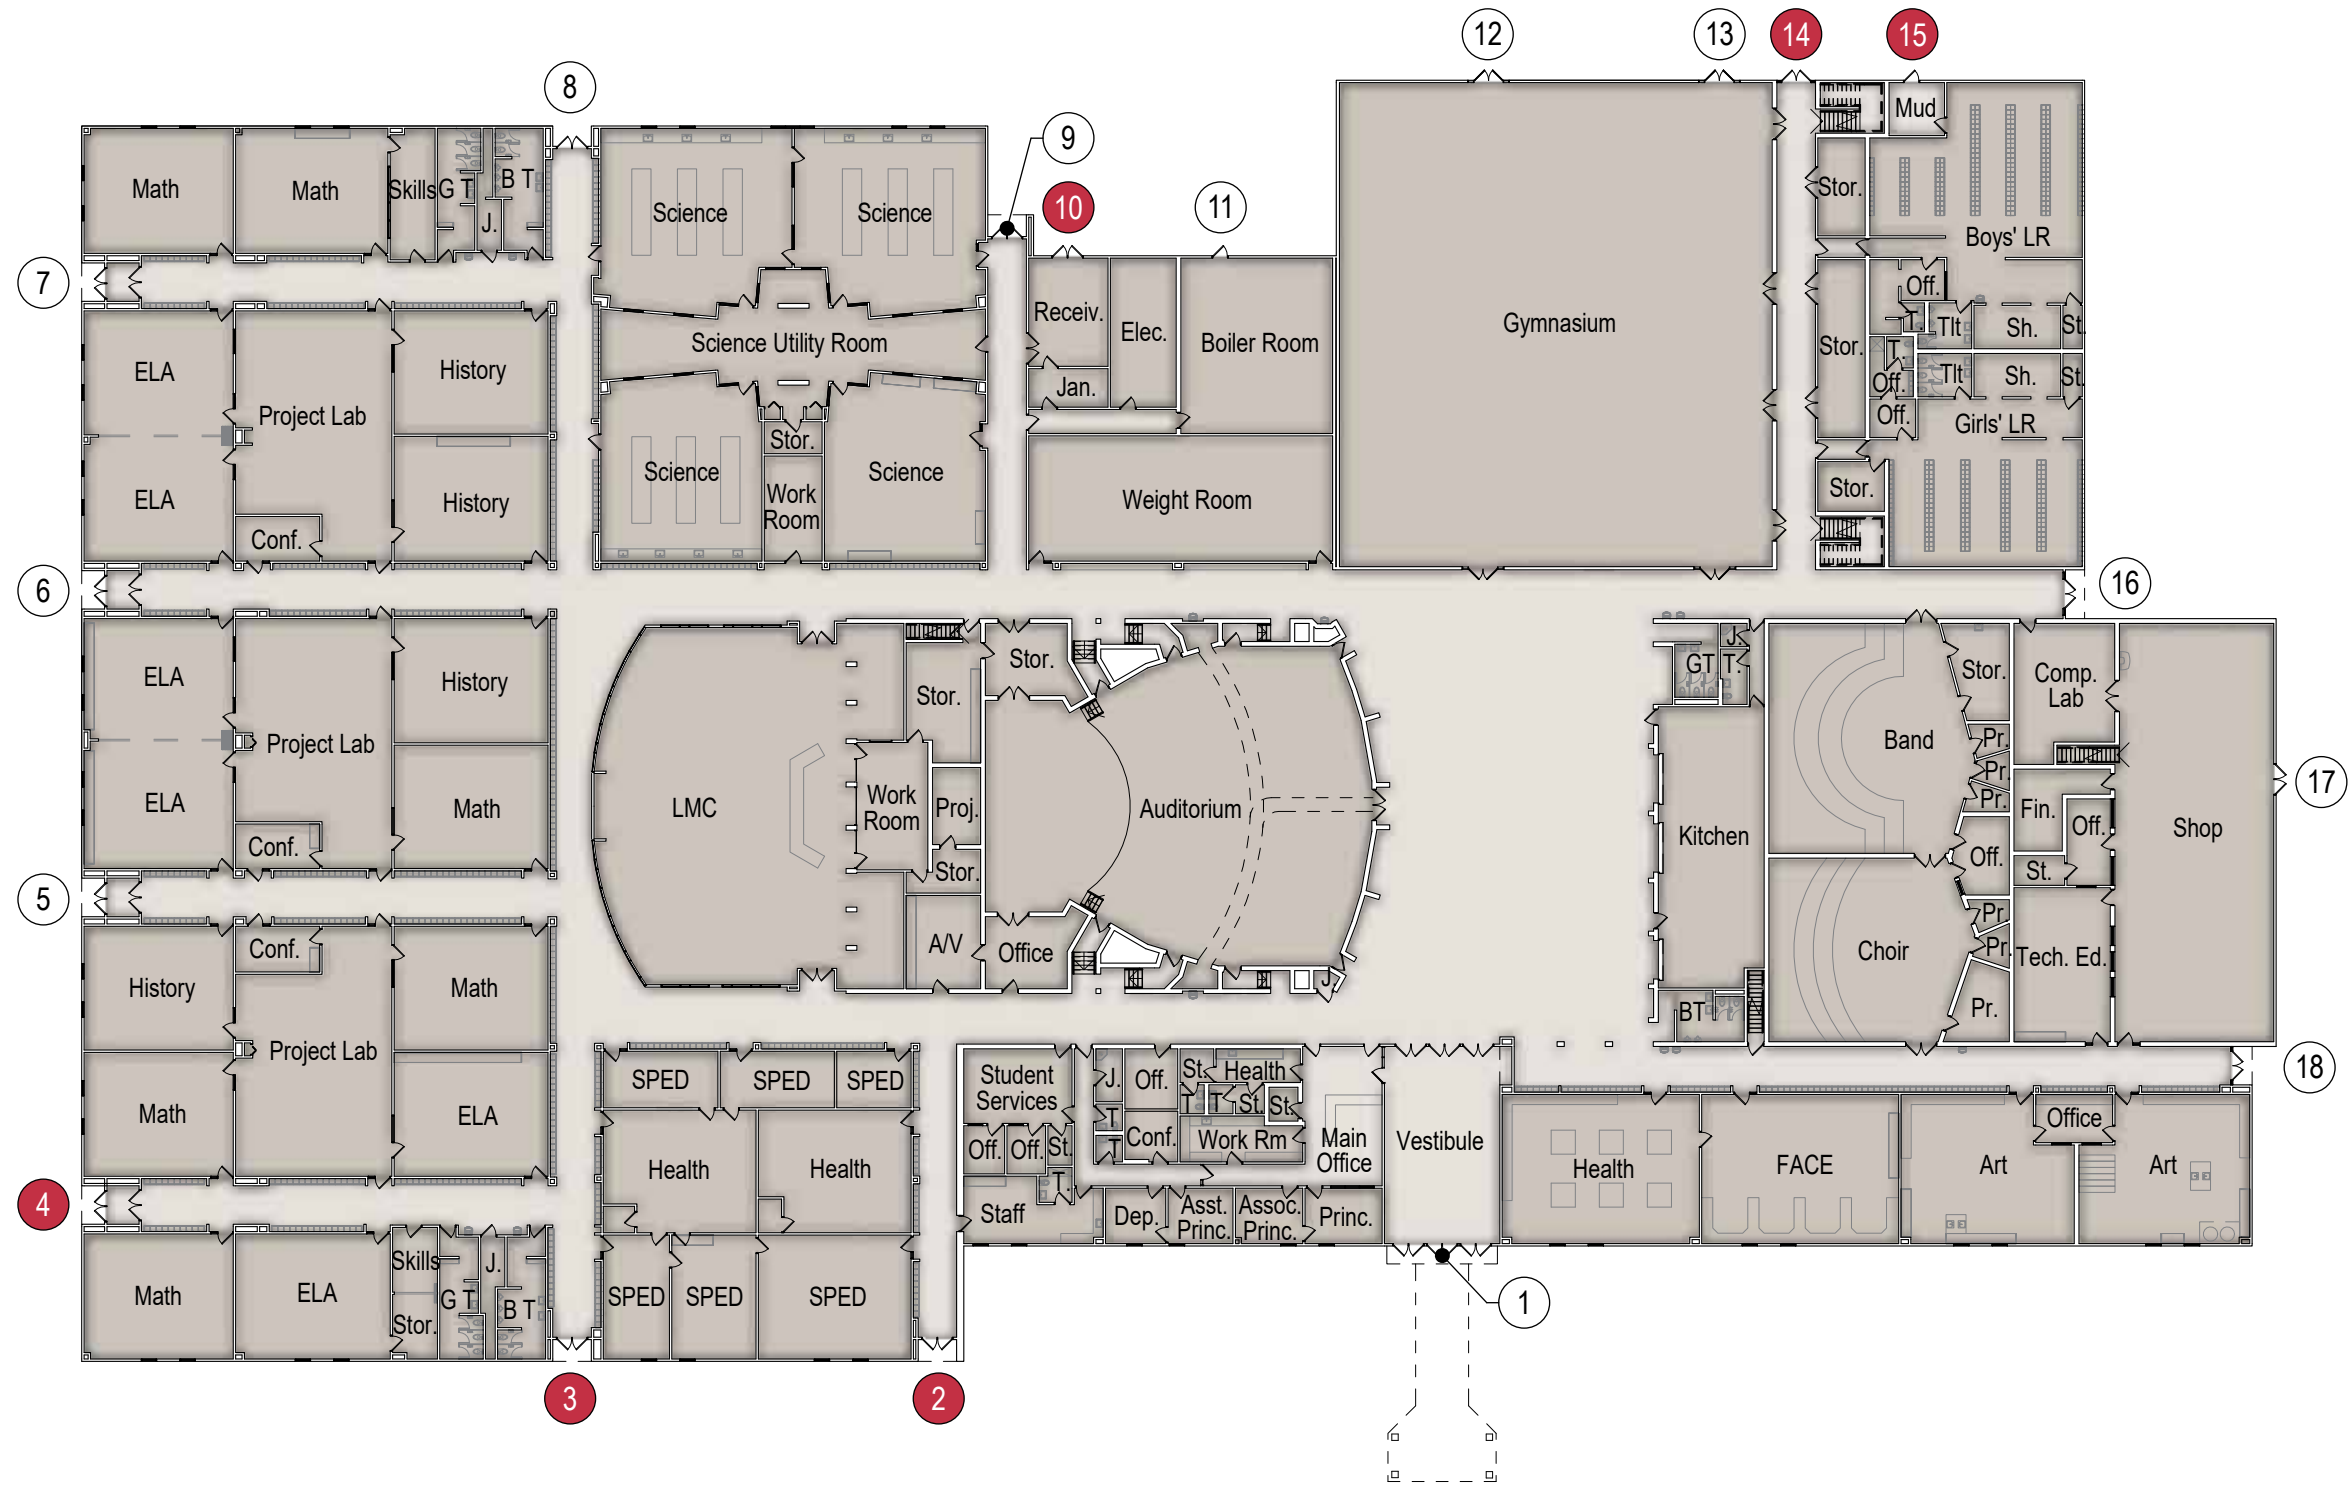 12
13
14
15
8
9
10
11
Mud
Math
Math
Skills
G T
J.
B T
Science
Science
Stor.
Boys' LR
7
Receiv.
Elec.
Boiler Room
Jan.
Gymnasium
Stor.
Off.
T.
Tlt
Sh.
St.
T.
Off.
Tlt
Sh.
St.
Off.
Girls' LR
Stor.
ELA
Project Lab
History
Science Utility Room
ELA
History
Conf.
Science
Stor.
Work
Room
Science
Weight Room
6
16
ELA
Project Lab
History
ELA
Math
Conf.
LMC
Stor.
Stor.
Work
Room
Proj.
Stor.
A/V
Office
Auditorium
J.
GT
J.
T.
Kitchen
BT
Band
Stor.
Pr.
Pr.
Pr.
Off.
Choir
Pr.
Pr.
Pr.
Comp.
Lab
Fin.
Off.
St.
Tech. Ed.
Shop
17
5
History
Conf.
Math
Project Lab
Math
ELA
SPED
SPED
SPED
Health
Health
SPED
SPED
SPED
Student
Services
Off.
Off.
St.
T.
Staff
J.
T
T
Off.
Conf.
St.
Health
T
T
St.
St.
Work Rm
Main
Office
Dep.
Asst.
Princ.
Assoc.
Princ.
Princ.
Vestibule
Health
FACE
Art
Office
Art
18
4
Math
ELA
Skills
Stor.
G T
J.
B T
1
3
2